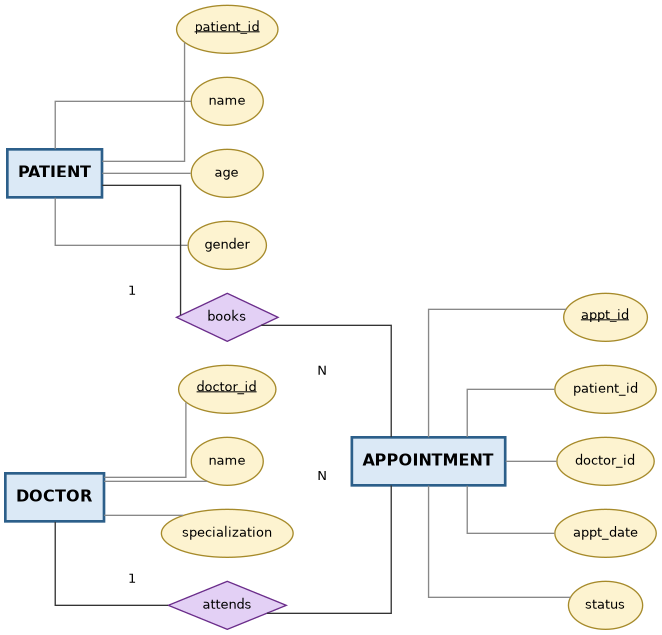 patient_id
name
PATIENT
age
gender
1
books
appt_id
N
doctor_id
patient_id
name
APPOINTMENT
doctor_id
N
DOCTOR
specialization
appt_date
1
attends
status